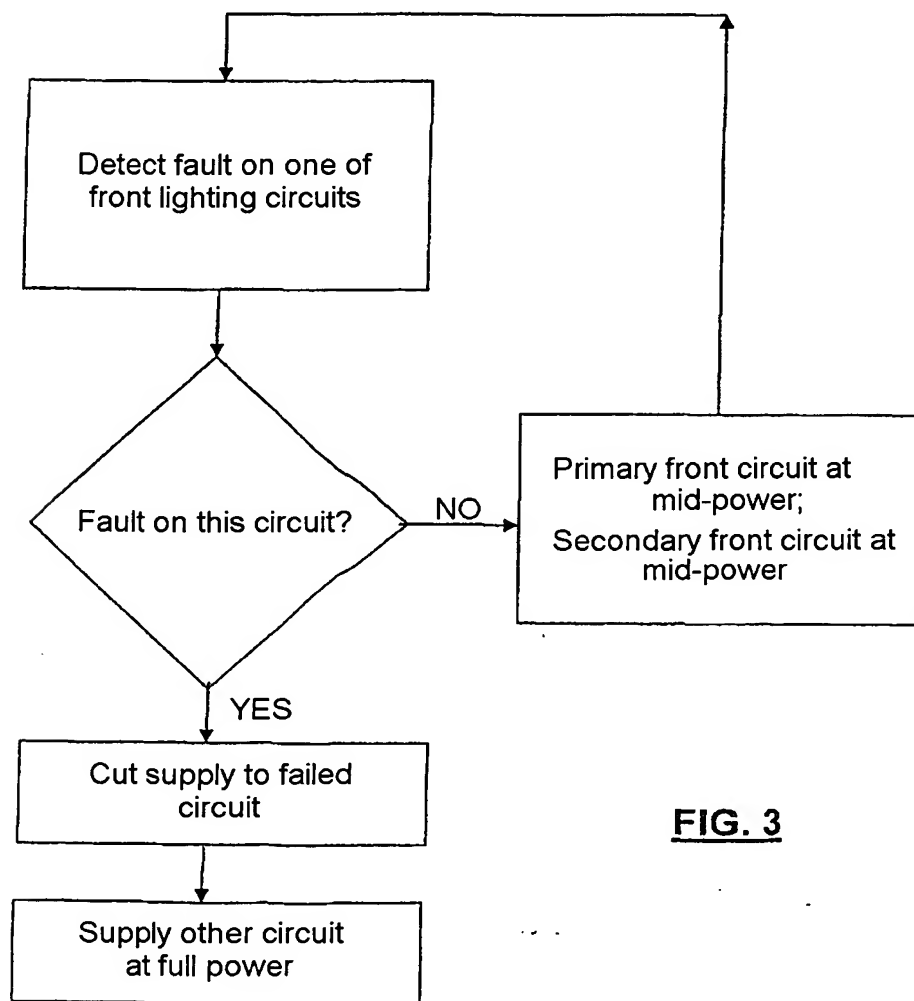 Detect fault on one of
front lighting circuits
Fault on this circuit?
NO
Primary front circuit at
mid-power;
Secondary front circuit at
mid-power
YES
Cut supply to failed
circuit
Supply other circuit
at full power
FIG. 3